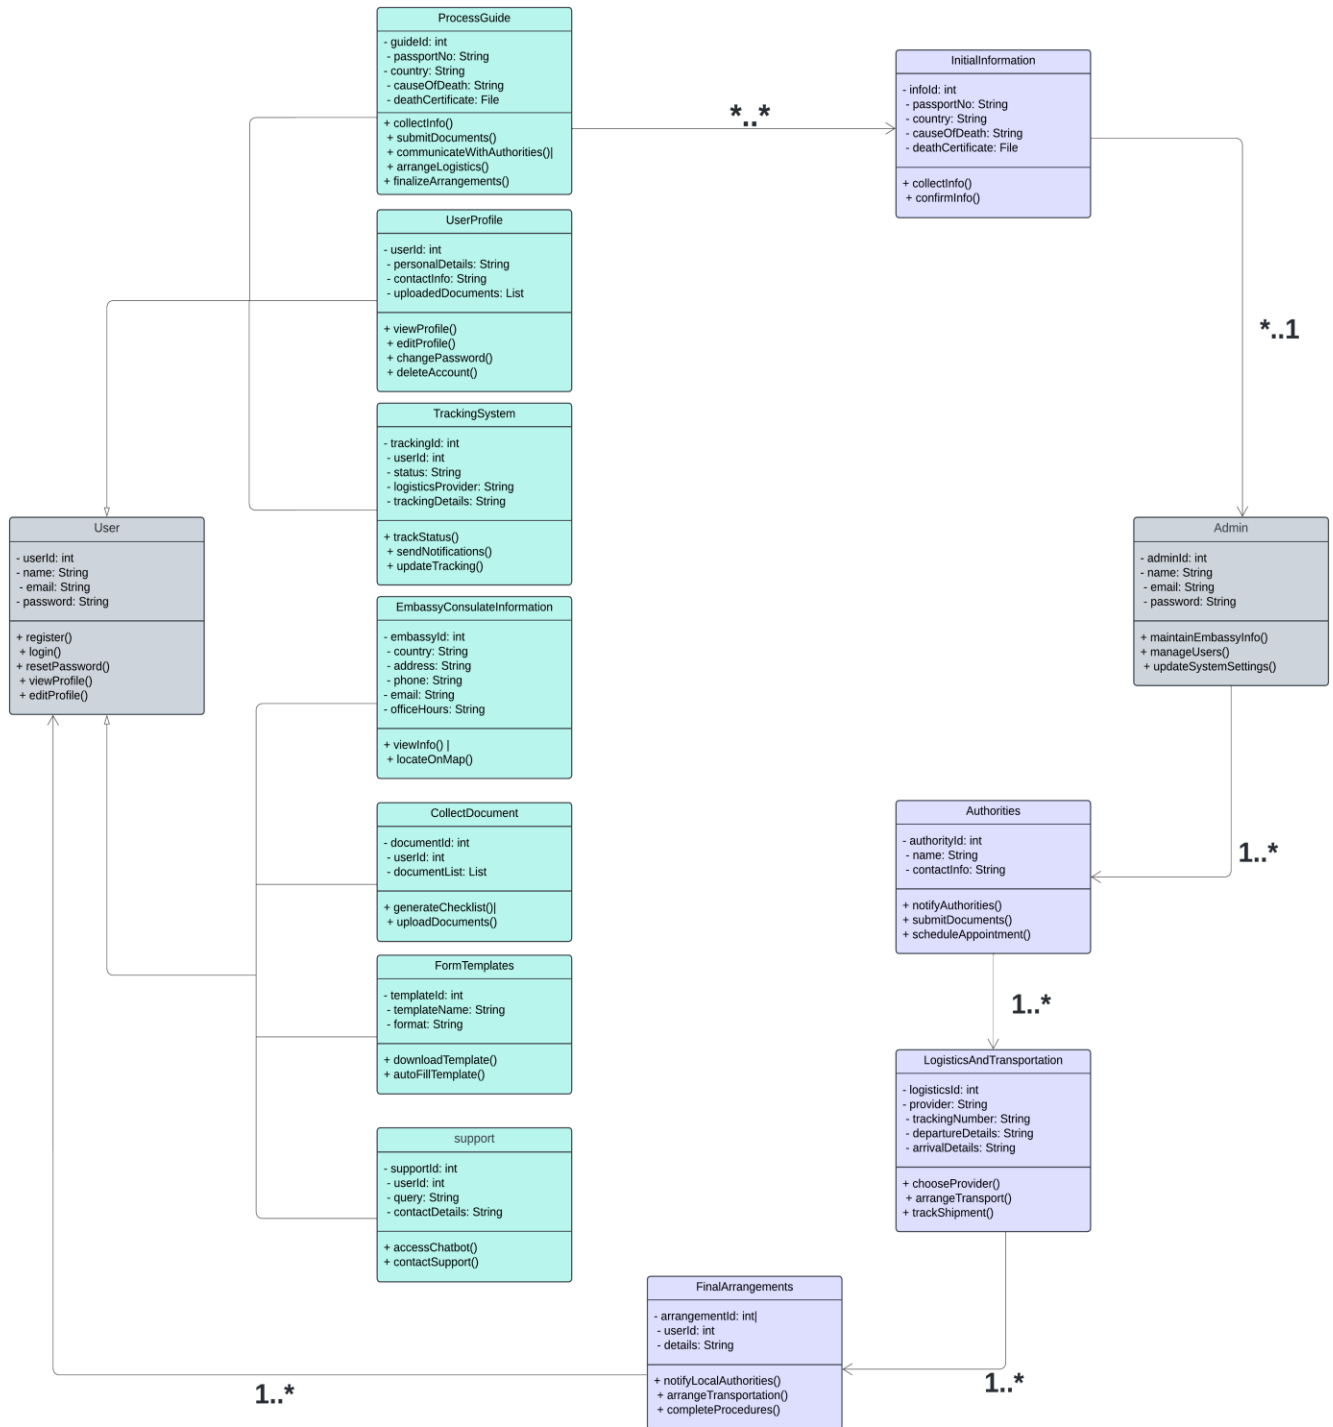 ProcessGuide
- guideId: int
- passportNo: String
- country: String
- causeOfDeath: String
- deathCertificate: File
+ collectInfo()
+ submitDocuments()
+ communicateWithAuthorities()|
+ arrangeLogistics()
+ finalizeArrangements()
*..*
InitialInformation
- infoId: int
- passportNo: String
- country: String
- causeOfDeath: String
- deathCertificate: File
+ collectInfo()
+ confirmInfo()
UserProfile
- userId: int
- personalDetails: String
- contactInfo: String
- uploadedDocuments: List
+ viewProfile()
+ editProfile()
+ changePassword()
+ deleteAccount()
*..1
TrackingSystem
- trackingId: int
- userId: int
- status: String
- logisticsProvider: String
- trackingDetails: String
+ trackStatus()
+ sendNotifications()
+ updateTracking()
User
- userId: int
- name: String
- email: String
- password: String
+ register()
+ login()
+ resetPassword()
+ viewProfile()
+ editProfile()
Admin
- adminId: int
- name: String
- email: String
- password: String
+ maintainEmbassyInfo()
+ manageUsers()
+ updateSystemSettings()
EmbassyConsulateInformation
- embassyId: int
- country: String
- address: String
- phone: String
- email: String
- officeHours: String
+ viewInfo() |
+ locateOnMap()
CollectDocument
- documentId: int
- userId: int
- documentList: List
+ generateChecklist()|
+ uploadDocuments()
Authorities
- authorityId: int
- name: String
- contactInfo: String
+ notifyAuthorities()
+ submitDocuments()
+ scheduleAppointment()
1..*
FormTemplates
- templateId: int
- templateName: String
- format: String
+ downloadTemplate()
+ autoFillTemplate()
1..*
LogisticsAndTransportation
- logisticsId: int
- provider: String
- trackingNumber: String
- departureDetails: String
- arrivalDetails: String
+ chooseProvider()
+ arrangeTransport()
+ trackShipment()
support
- supportId: int
- userId: int
- query: String
- contactDetails: String
+ accessChatbot()
+ contactSupport()
FinalArrangements
- arrangementId: int|
- userId: int
- details: String
+ notifyLocalAuthorities()
+ arrangeTransportation()
+ completeProcedures()
1..*
1..*